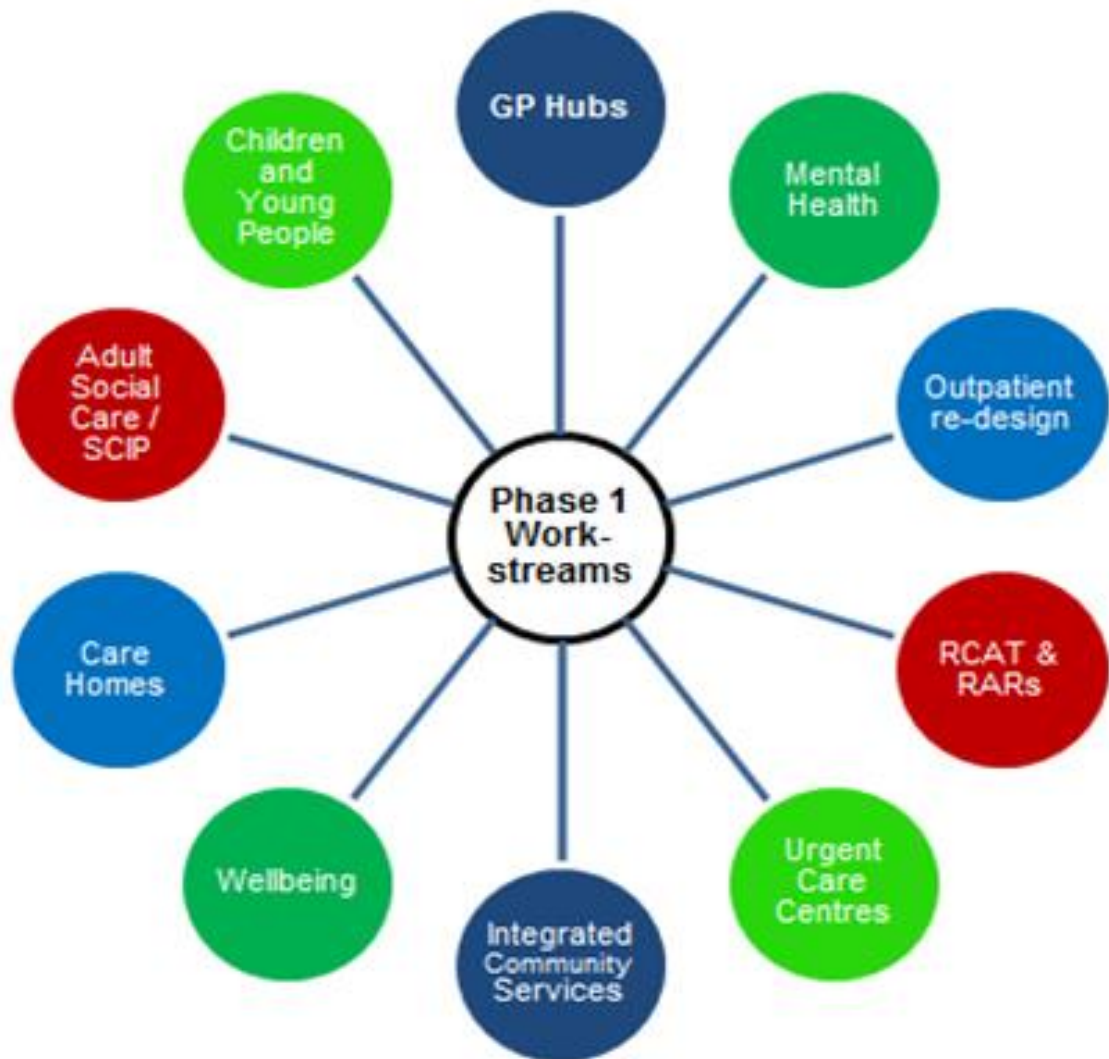 GP Hubs
Mental
Health
Outpatient
re-design
RCAT &
RARs
Urgent
Care
Centres
Integrated
Community
Services
Wellbeing
Care
Homes
Adult
Social
Care /
SCIP
Children
and
Young
People
Phase 1
Work-
streams